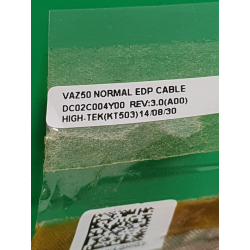 VAZ50 NORMAL EDP CABLE
DC02C004Y00 REV:3.0(A00)
HIGH-TEK(KT503)14/08/30